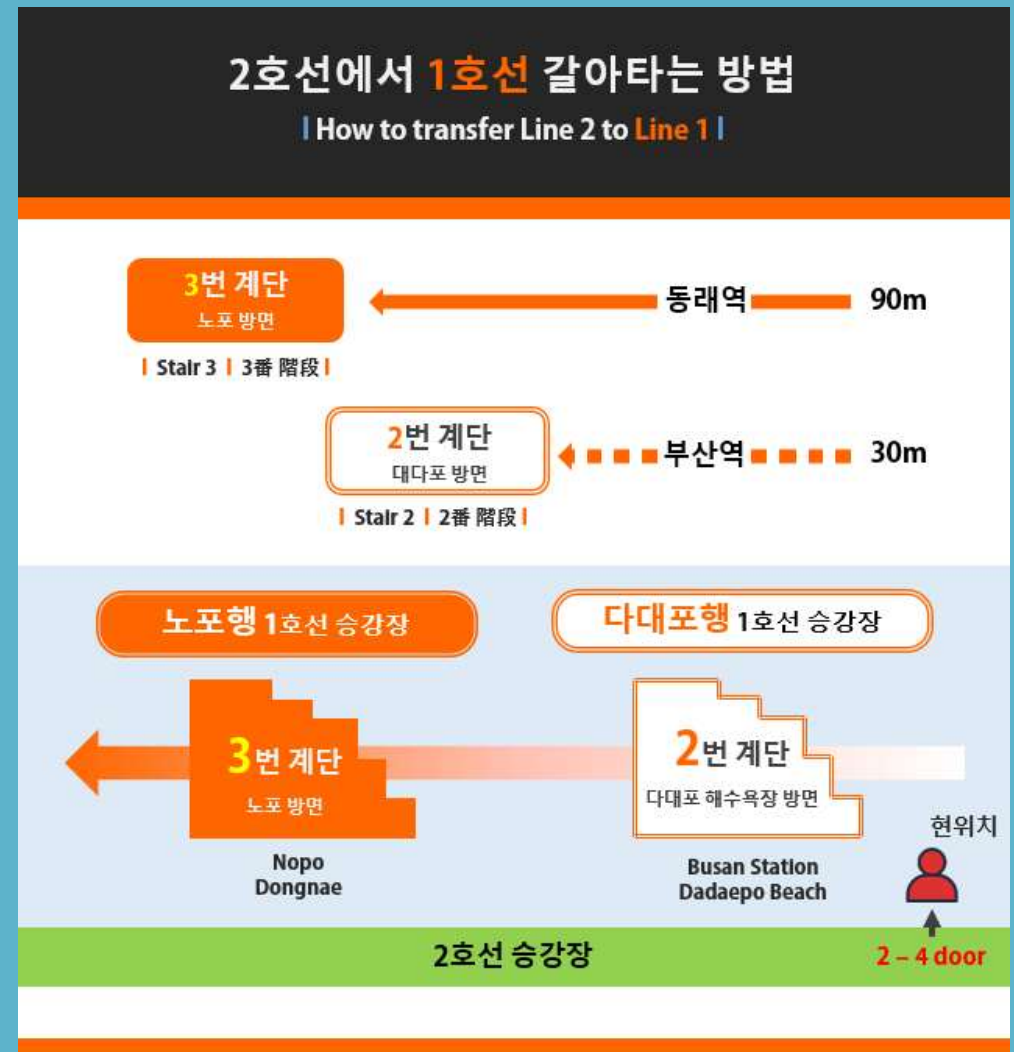 2호선에서 1호선 갈아타는 방법
| How to transfer Line 2 to Line 1 |
3번 계단
노포 방면
동래역
90m
| Stair 3 | 3番 階段 |
2번 계단
대다포 방면
부산역
30m
| Stair 2 | 2番 階段 |
노포행 1호선 승강장
다대포행 1호선 승강장
3번 계단
노포 방면
2번 계단
다대포 해수욕장 방면
현위치
Nopo
Dongnae
Busan Station
Dadaepo Beach
2호선 승강장
2 – 4 door